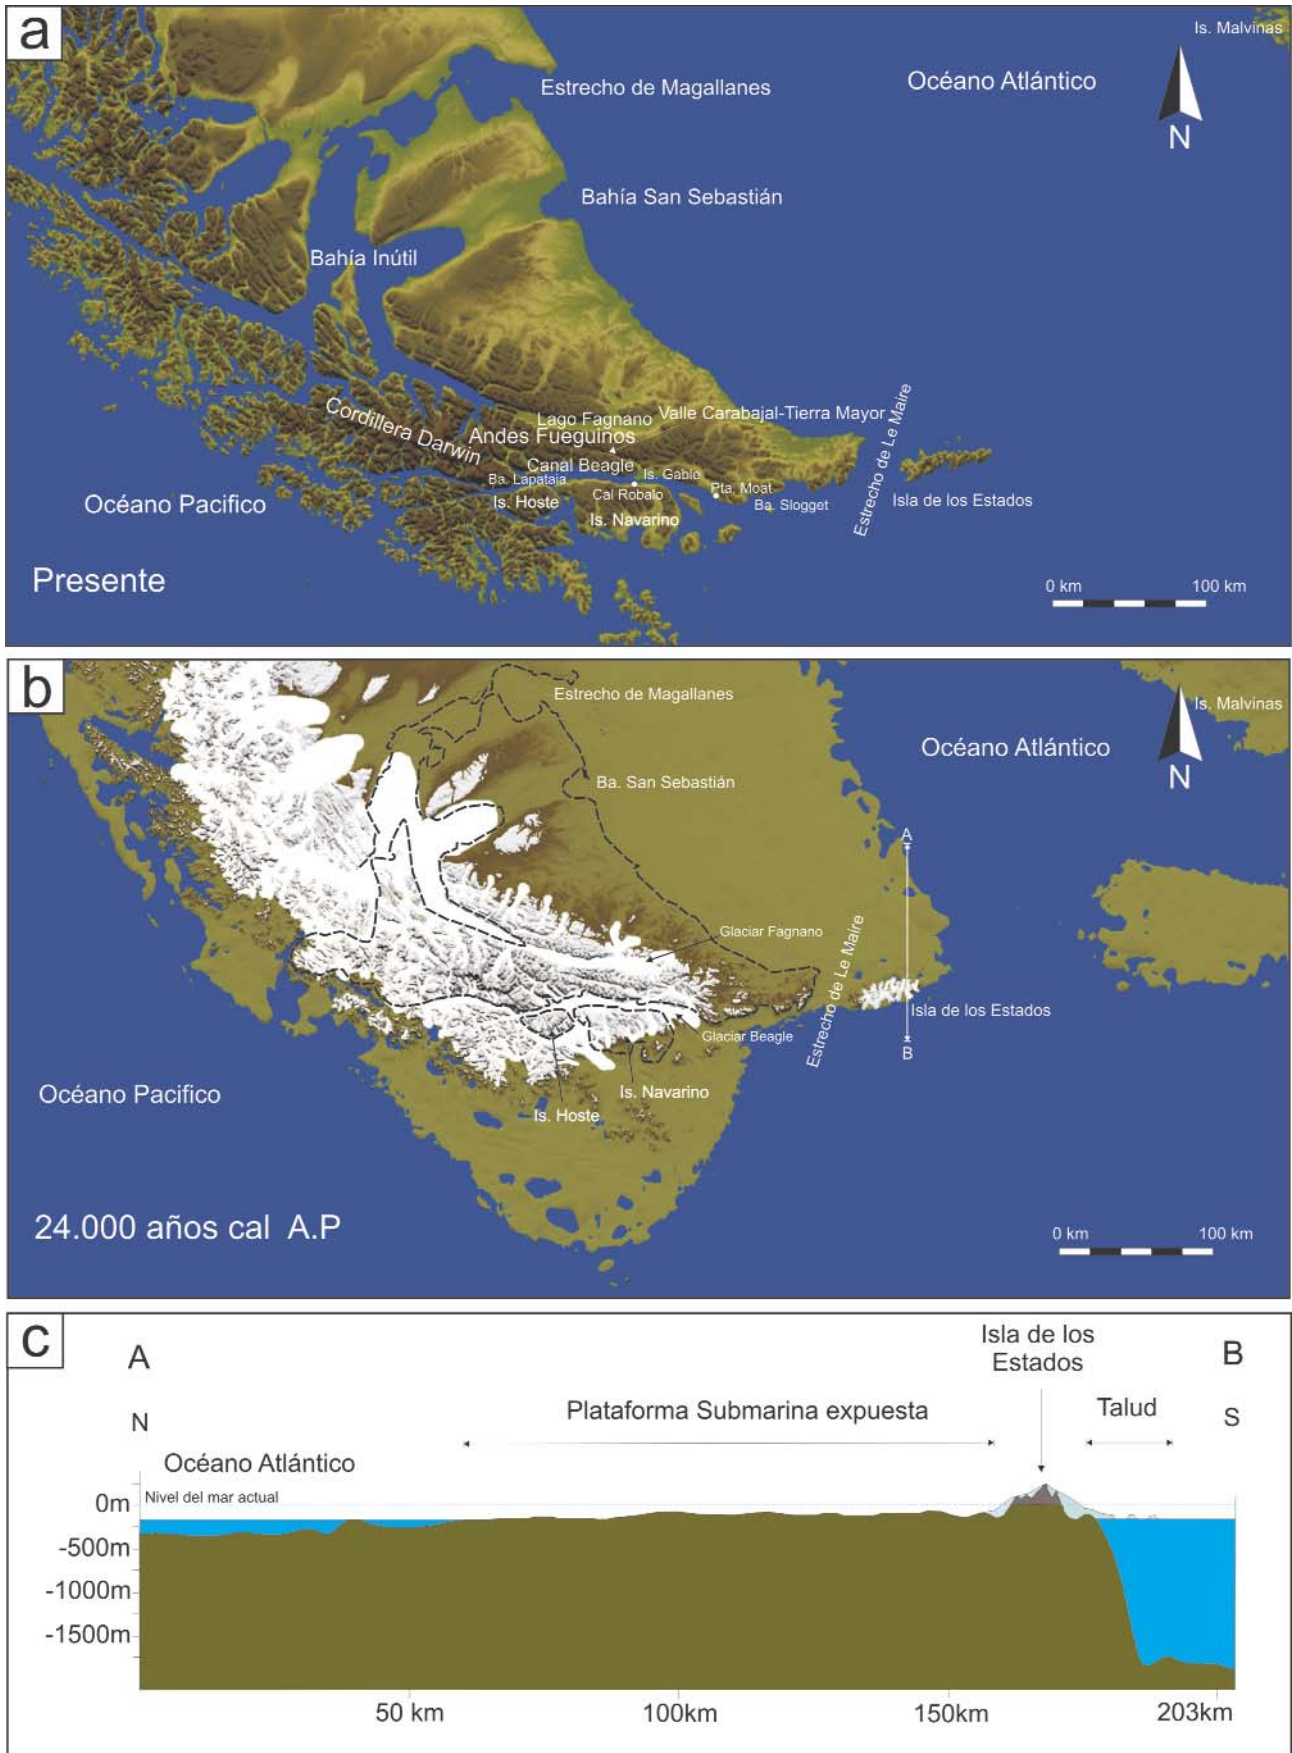 a
Is. Malvinas
Estrecho de Magallanes
Océano Atlántico
N
Bahía San Sebastián
Bahía Inútil
Cordillera Darwin
Lago Fagnano
Valle Carabajal-Tierra Mayor
Andes Fueguinos
Canal Beagle
Is. Gable
Ba. Lapataia
Cal Robalo
Pta. Moat
Is. Hoste
Is. Navarino
Ba. Slogget
Estrecho de Le Maire
Isla de los Estados
Océano Pacifico
Presente
0 km
100 km
b
Estrecho de Magallanes
Is. Malvinas
Océano Atlántico
N
Ba. San Sebastián
A
Glaciar Fagnano
Estrecho de Le Maire
Isla de los Estados
Glaciar Beagle
B
Océano Pacifico
Is. Navarino
Is. Hoste
24.000 años cal A.P
0 km
100 km
c
A
Isla de los
Estados
B
N
Plataforma Submarina expuesta
Talud
S
Océano Atlántico
Nivel del mar actual
0m
-500m
-1000m
-1500m
50 km
100km
150km
203km